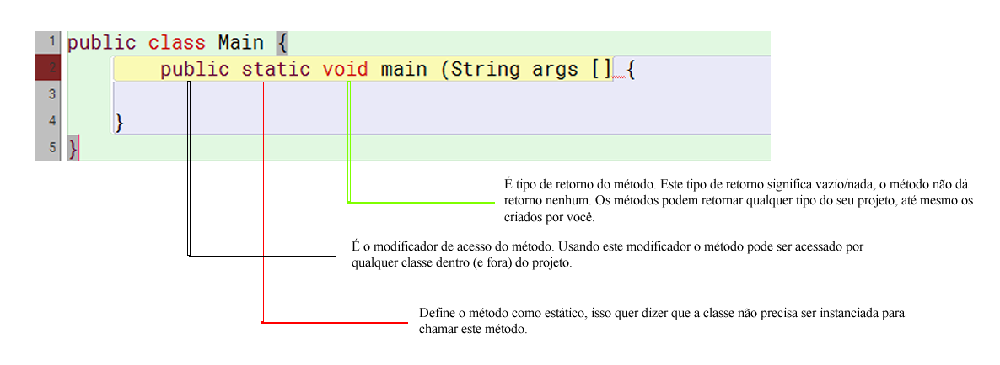 1 public class Main {
2 public static void main (String args [] {
3
4 }
5 }
É tipo de retorno do método. Este tipo de retorno significa vazio/nada, o método não dá
retorno nenhum. Os métodos podem retornar qualquer tipo do seu projeto, até mesmo os
criados por você.
É o modificador de acesso do método. Usando este modificador o método pode ser acessado por
qualquer classe dentro (e fora) do projeto.
Define o método como estático, isso quer dizer que a classe não precisa ser instanciada para
chamar este método.